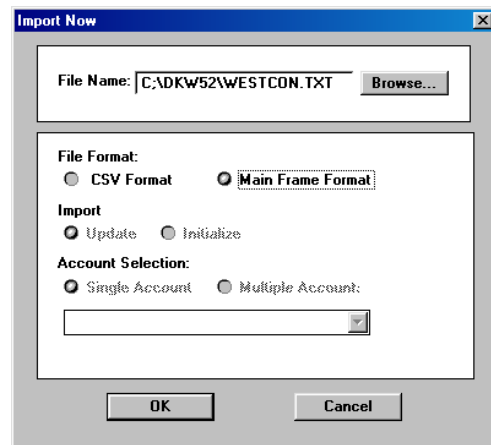 Import Now
File Name: C;\DKW52\WESTCON.TXT Browse...
File Format:
CSV Format Main Frame Format
Import
Update Initialize
Account Selection:
Single Account Multiple Account:
OK Cancel